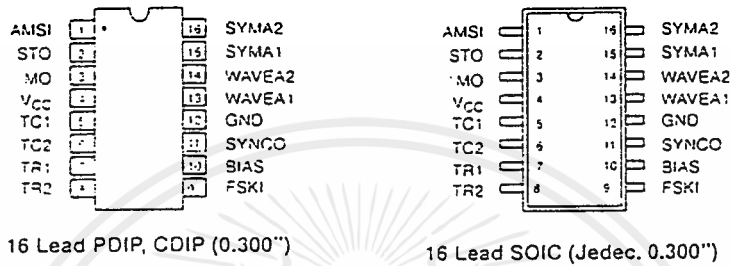 AMSI 1 16 SYMA2
STO 2 15 SYMA1
MO 3 14 WAVEA2
VCC 4 13 WAVEA1
TC1 5 12 GND
TC2 11 SYNCO
TR1 10 BIAS
TR2 9 FSKI
16 Lead PDIP, CDIP (0.300")
AMSI 1 16 SYMA2
STO 2 15 SYMA1
MO 3 14 WAVEA2
VCC 4 13 WAVEA1
TC1 5 12 GND
TC2 6 11 SYNCO
TR1 7 10 BIAS
TR2 8 9 FSKI
16 Lead SOIC (Jedec. 0.300")